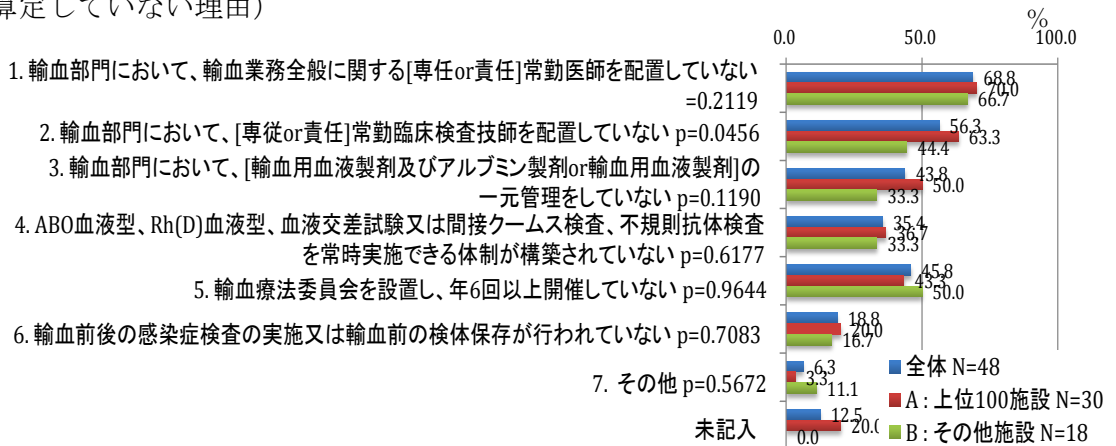 算定していない理由）
%
0.0 50.0 100.0
1. 輸血部門において、輸血業務全般に関する[専任or責任]常勤医師を配置していない
=0.2119
68.8
70.0
66.7
2. 輸血部門において、[専従or責任]常勤臨床検査技師を配置していない p=0.0456
56.3
63.3
44.4
3. 輸血部門において、[輸血用血液製剤及びアルブミン製剤or輸血用血液製剤]の
一元管理をしていない p=0.1190
43.8
50.0
33.3
4. ABO血液型、Rh(D)血液型、血液交差試験又は間接クームス検査、不規則抗体検査
を常時実施できる体制が構築されていない p=0.6177
35.4
36.7
33.3
5. 輸血療法委員会を設置し、年6回以上開催していない p=0.9644
45.8
43.3
50.0
6. 輸血前後の感染症検査の実施又は輸血前の検体保存が行われていない p=0.7083
18.8
20.0
16.7
7. その他 p=0.5672
6.3
3.3
11.1
未記入
12.5
20.0
0.0
全体 N=48
A : 上位100施設 N=30
B : その他施設 N=18